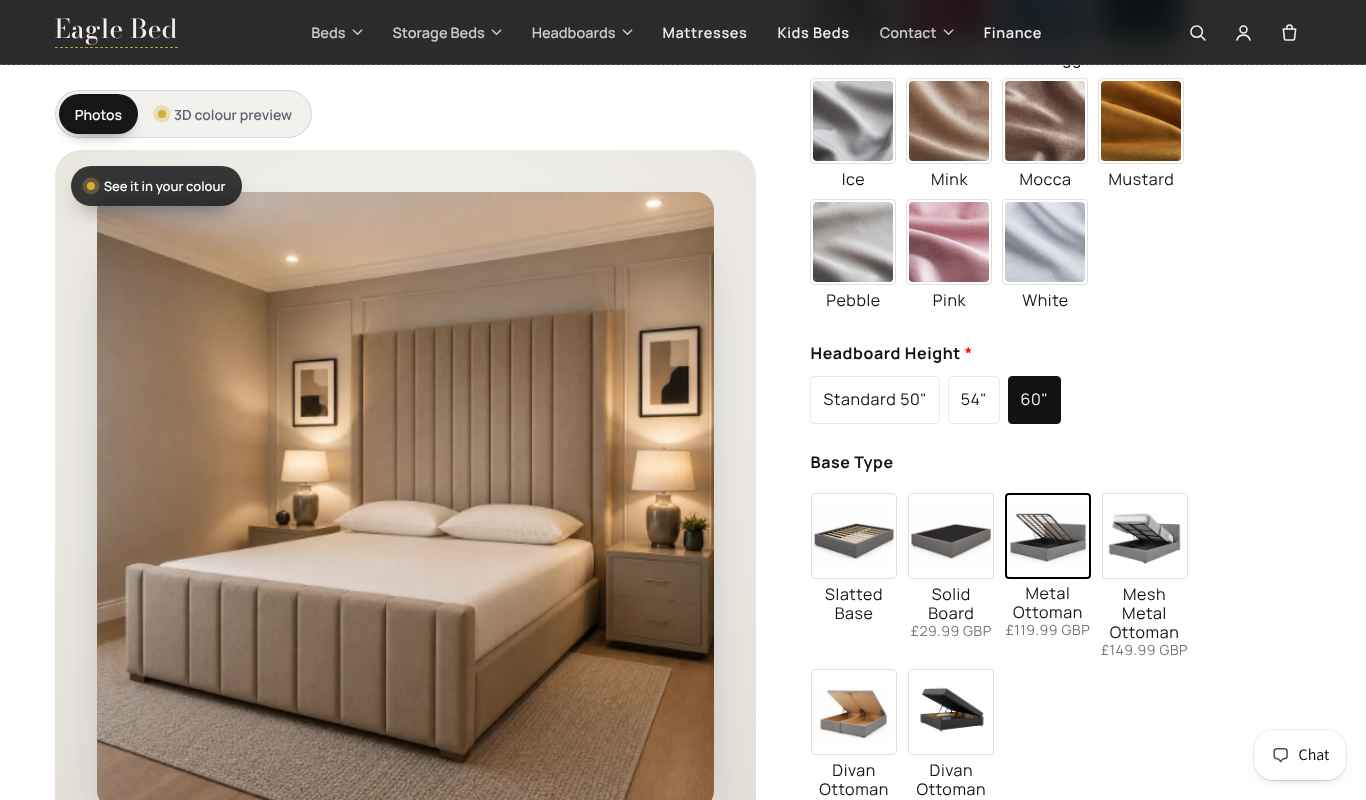 Eagle Bed
Beds
Storage Beds
Headboards
Mattresses
Kids Beds
Contact
Finance
Photos
3D colour preview
See it in your colour
Ice
Mink
Mocca
Mustard
Pebble
Pink
White
Headboard Height *
Standard 50"
54"
60"
Base Type
Slatted
Base
Solid
Board
£29.99 GBP
Metal
Ottoman
£119.99 GBP
Mesh
Metal
Ottoman
£149.99 GBP
Divan
Ottoman
Divan
Ottoman
Chat